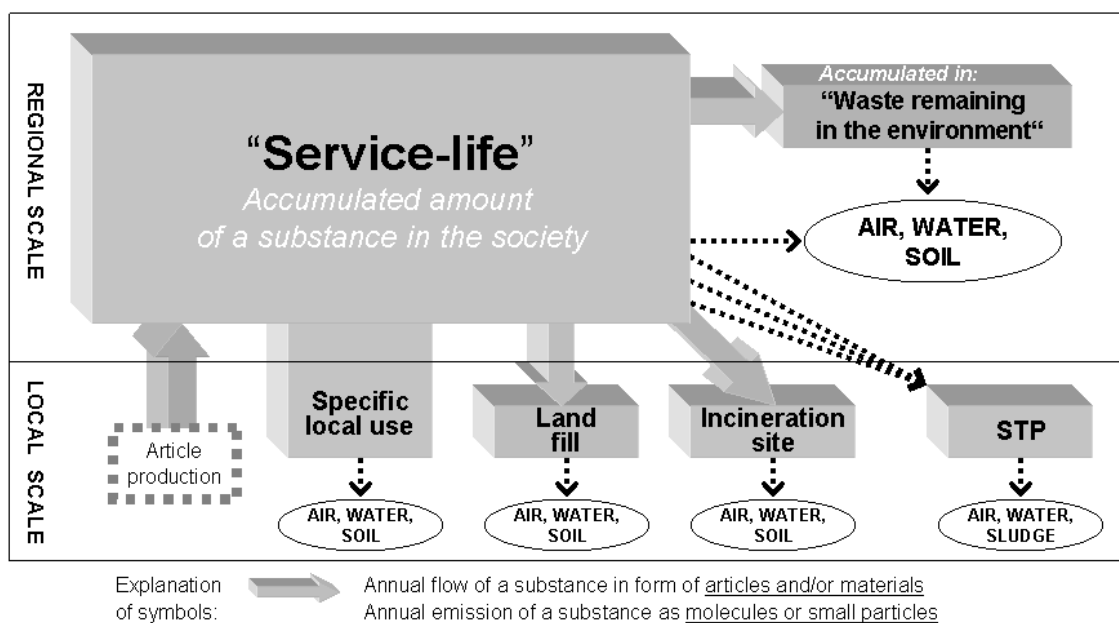 REGIONAL SCALE
“Service-life”
Accumulated amount
of a substance in the society
Accumulated in:
“Waste remaining
in the environment“
AIR, WATER,
SOIL
LOCAL SCALE
Article
production
Specific
local use
Land
fill
Incineration
site
STP
AIR, WATER,
SOIL
AIR, WATER,
SOIL
AIR, WATER,
SOIL
AIR, WATER,
SLUDGE
Explanation
of symbols:
Annual flow of a substance in form of articles and/or materials
Annual emission of a substance as molecules or small particles